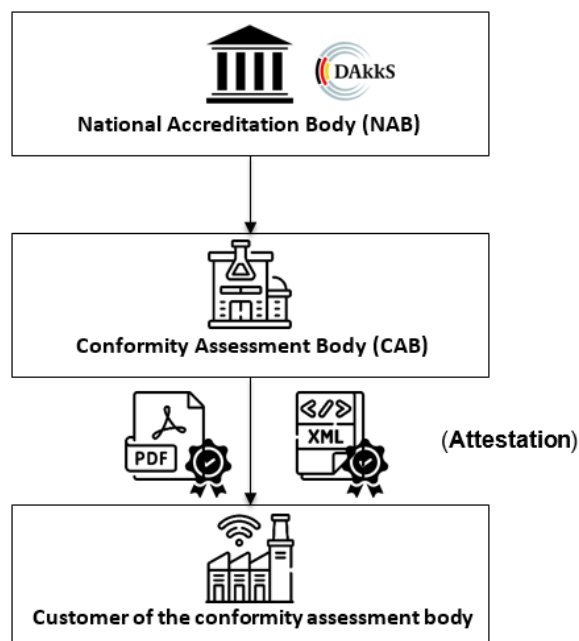 DAkkS
National Accreditation Body (NAB)
Conformity Assessment Body (CAB)
PDF
</>
XML
(Attestation)
Customer of the conformity assessment body